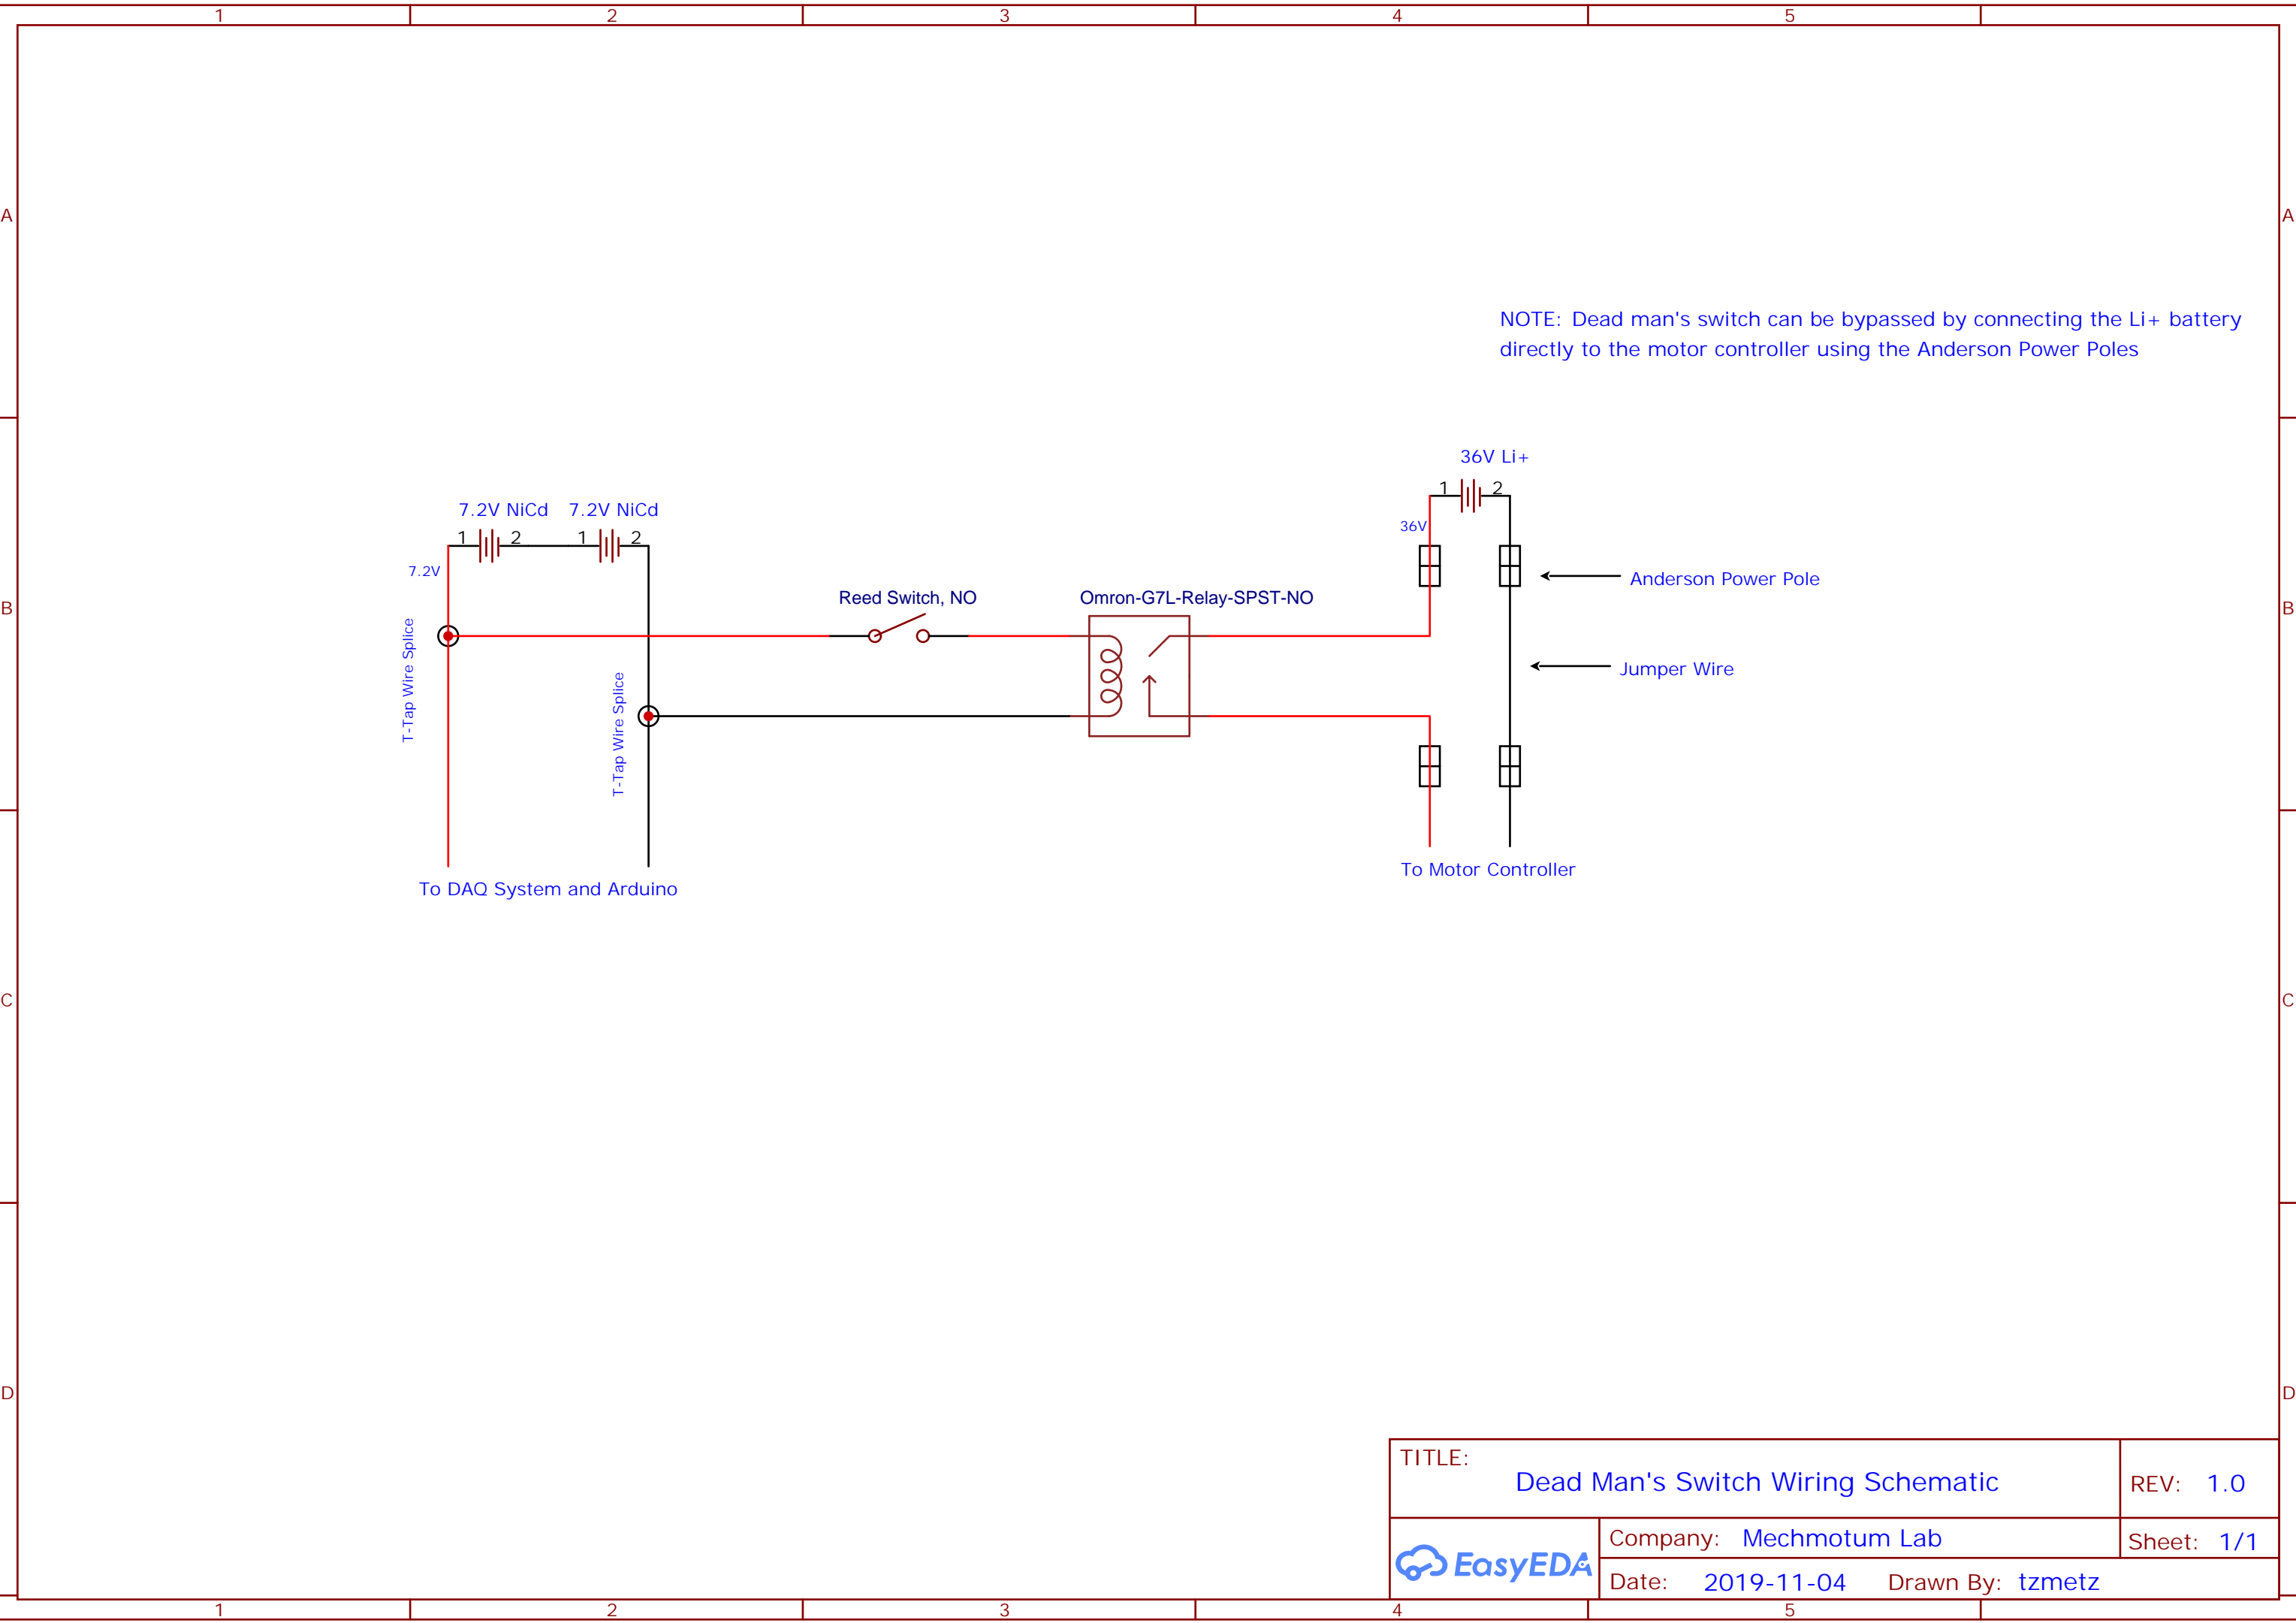 1 2 3 4 5
A A
NOTE: Dead man's switch can be bypassed by connecting the Li+ battery
directly to the motor controller using the Anderson Power Poles
36V Li+
1 2
36V
7.2V NiCd 7.2V NiCd
1 2 1 2
7.2V
Anderson Power Pole
Reed Switch, NO
Omron-G7L-Relay-SPST-NO
B B
T-Tap Wire Splice
T-Tap Wire Splice
Jumper Wire
To Motor Controller
To DAQ System and Arduino
C C
D D
TITLE:
Dead Man's Switch Wiring Schematic
REV: 1.0
EasyEDA
Company: Mechmotum Lab
Sheet: 1/1
Date: 2019-11-04 Drawn By: tzmetz
1 2 3 4 5